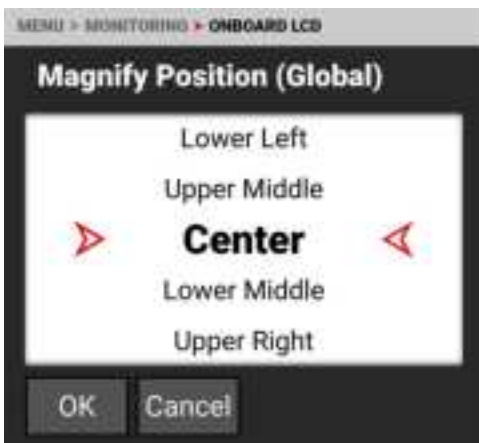 MENU > MONITORING ► ONBOARD LCD
Magnify Position (Global)
Lower Left
Upper Middle
Center
Lower Middle
Upper Right
OK Cancel